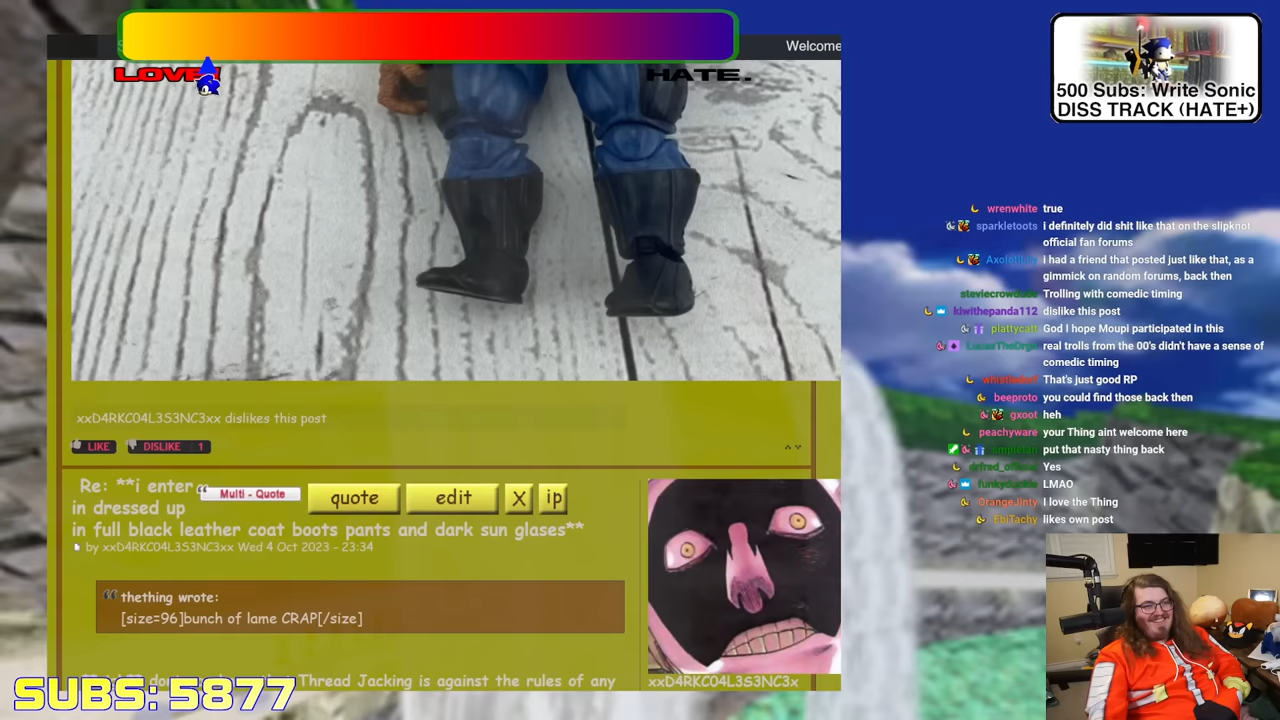 Welcome
LOVE!
HATE.
500 Subs: Write Sonic
DISS TRACK (HATE+)
wrenwhite true
sparkletoots i definitely did shit like that on the slipknot
official fan forums
i had a friend that posted just like that, as a
gimmick on random forums, back then
Trolling with comedic timing
kiwithepanda112 dislike this post
plattycatt God I hope Moupi participated in this
real trolls from the 00's didn't have a sense of
comedic timing
That's just good RP
beeproto you could find those back then
gxoot heh
peachyware your Thing aint welcome here
put that nasty thing back
Yes
funkyduckie LMAO
OrangeJinty I love the Thing
EbiTachy likes own post
xxD4RKC04L3S3NC3xx dislikes this post
LIKE DISLIKE 1
Re: **i enter
in dressed up
in full black leather coat boots pants and dark sun glases**
Multi - Quote quote edit X ip
by xxD4RKC04L3S3NC3xx Wed 4 Oct 2023 - 23:34
thething wrote:
[size=96]bunch of lame CRAP[/size]
Thread Jacking is against the rules of any
xxD4RKC04L3S3NC3x
SUBS: 5877